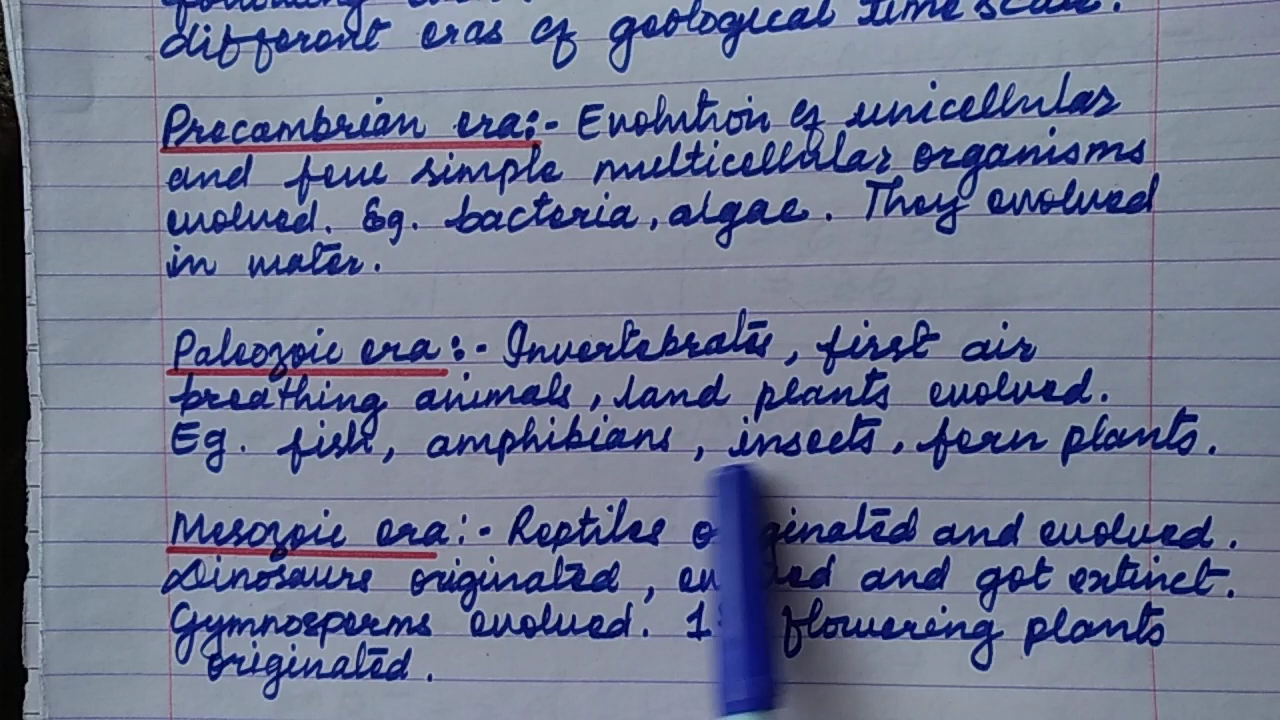 different eras of geological time scale.
Precambrian era:- Evolution of unicellular
and few simple multicellular organisms
evolved. Eg. bacteria, algae. They evolved
in water.
Paleozoic era:- Invertebrates, first air
breathing animals, land plants evolved.
Eg. fish, amphibians, insects, fern plants.
Mesozoic era:- Reptiles originated and evolved.
Dinosaurs originated, evolved and got extinct.
Gymnosperms evolved. flowering plants
originated.